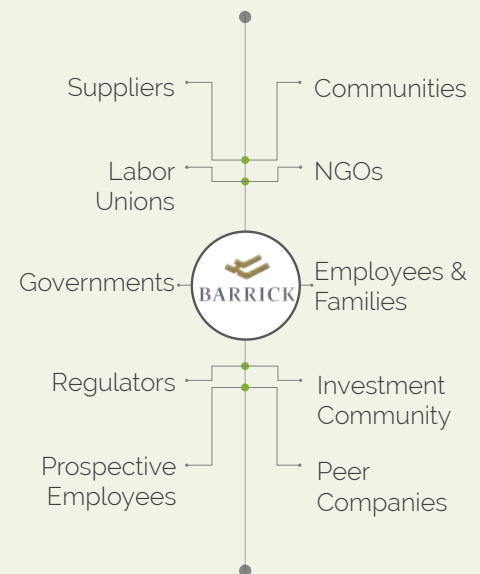 Suppliers
Communities
Labor
Unions
NGOs
Governments
BARRICK
Employees &
Families
Regulators
Investment
Community
Prospective
Employees
Peer
Companies